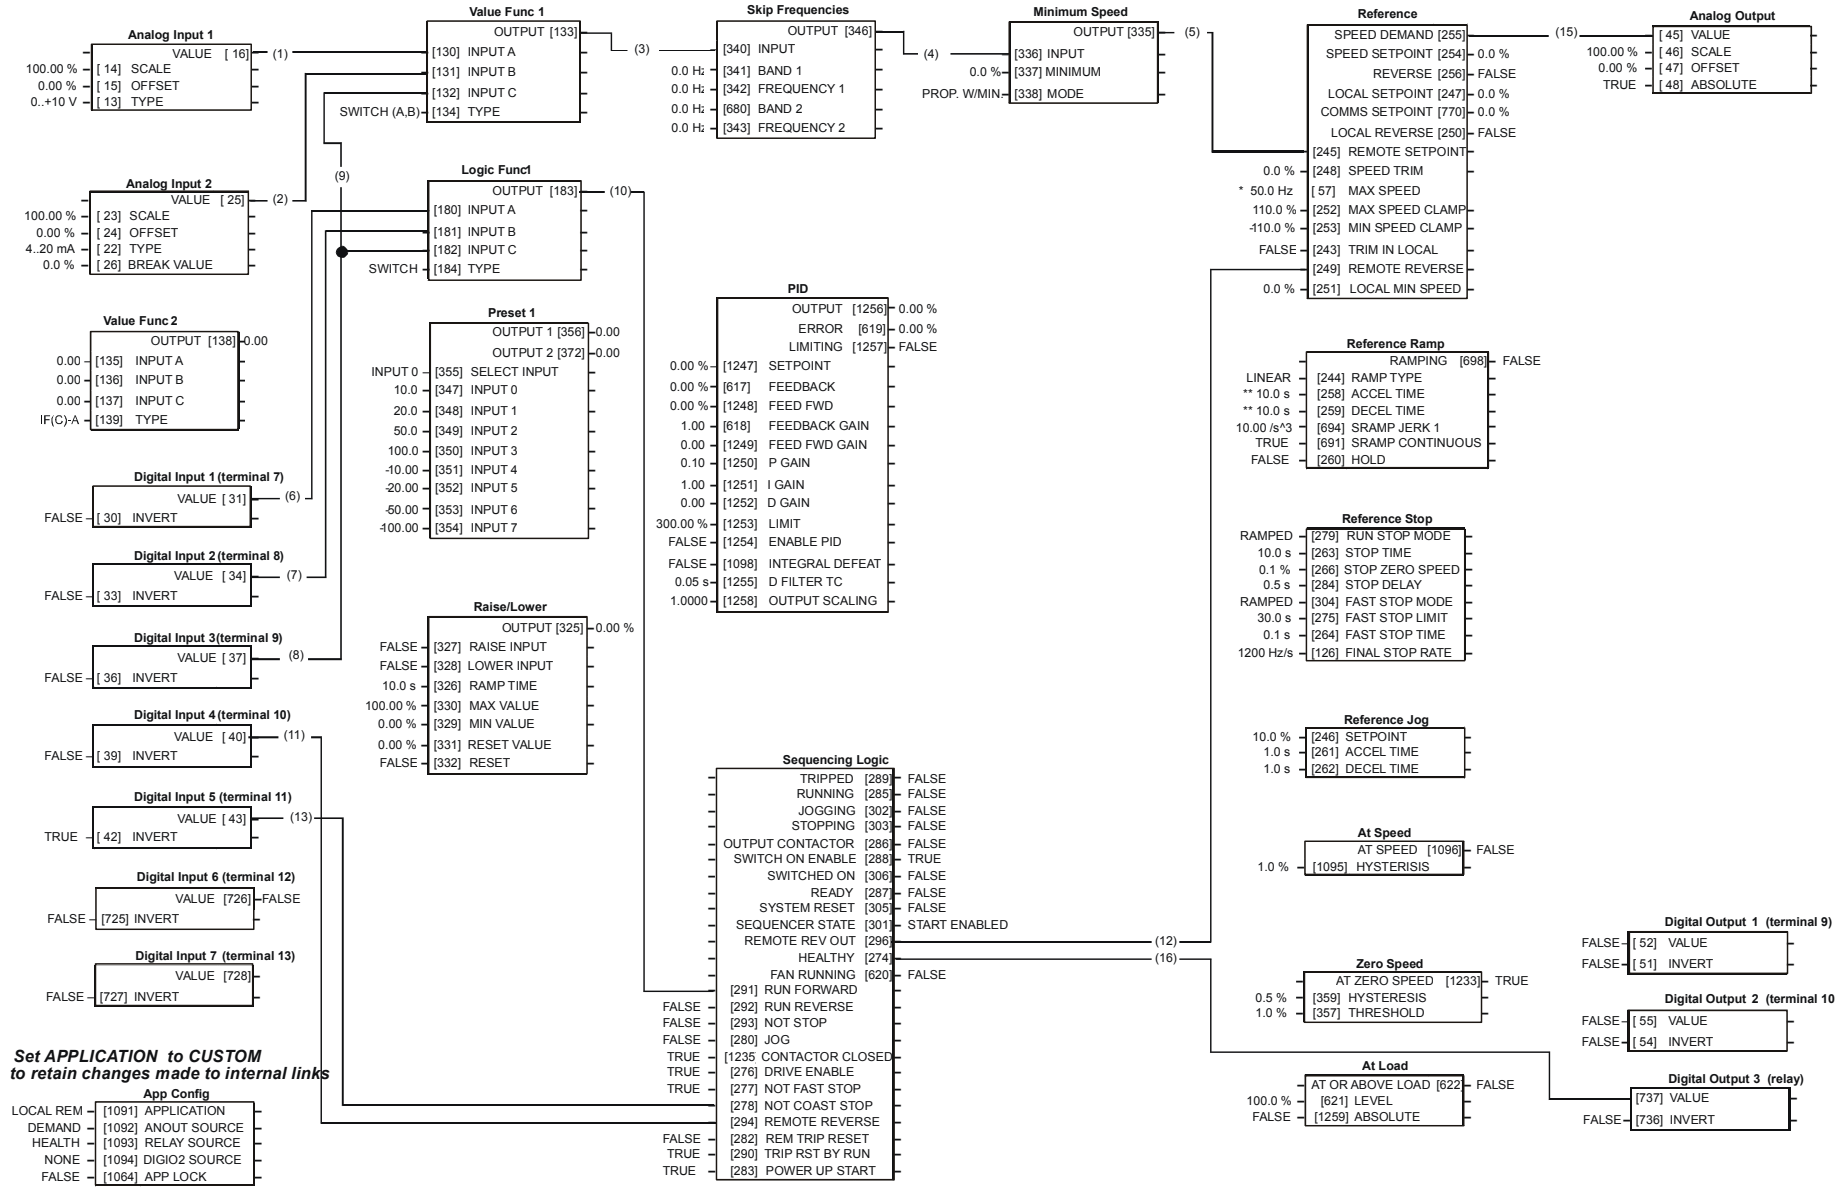 Analog Input 1
VALUE [ 16] (1)
100.00 % [ 14] SCALE
0.00 % [ 15] OFFSET
0..+10 V [ 13] TYPE
Analog Input 2
VALUE [ 25] (2)
100.00 % [ 23] SCALE
0.00 % [ 24] OFFSET
4..20 mA [ 22] TYPE
0.0 % [ 26] BREAK VALUE
Value Func 2
OUTPUT [138] 0.00
0.00 [135] INPUT A
0.00 [136] INPUT B
0.00 [137] INPUT C
IF(C)-A [139] TYPE
Digital Input 1 (terminal 7)
VALUE [ 31] (6)
FALSE [ 30] INVERT
Digital Input 2 (terminal 8)
VALUE [ 34] (7)
FALSE [ 33] INVERT
Digital Input 3 (terminal 9)
VALUE [ 37] (8)
FALSE [ 36] INVERT
Digital Input 4 (terminal 10)
VALUE [ 40] (11)
FALSE [ 39] INVERT
Digital Input 5 (terminal 11)
VALUE [ 43] (13)
TRUE [ 42] INVERT
Digital Input 6 (terminal 12)
VALUE [726] FALSE
FALSE [725] INVERT
Digital Input 7 (terminal 13)
VALUE [728]
FALSE [727] INVERT
Set APPLICATION to CUSTOM
to retain changes made to internal links
App Config
LOCAL REM [1091] APPLICATION
DEMAND [1092] ANOUT SOURCE
HEALTH [1093] RELAY SOURCE
NONE [1094] DIGIO2 SOURCE
FALSE [1064] APP LOCK
Value Func 1
OUTPUT [133] (3)
[130] INPUT A
[131] INPUT B
[132] INPUT C
SWITCH (A,B) [134] TYPE
(9)
Logic Func1
OUTPUT [183] (10)
[180] INPUT A
[181] INPUT B
[182] INPUT C
SWITCH [184] TYPE
Preset 1
OUTPUT 1 [356] 0.00
OUTPUT 2 [372] 0.00
INPUT 0 [355] SELECT INPUT
10.0 [347] INPUT 0
20.0 [348] INPUT 1
50.0 [349] INPUT 2
100.0 [350] INPUT 3
-10.00 [351] INPUT 4
-20.00 [352] INPUT 5
-50.00 [353] INPUT 6
-100.00 [354] INPUT 7
Raise/Lower
OUTPUT [325] 0.00 %
FALSE [327] RAISE INPUT
FALSE [328] LOWER INPUT
10.0 s [326] RAMP TIME
100.00 % [330] MAX VALUE
0.00 % [329] MIN VALUE
0.00 % [331] RESET VALUE
FALSE [332] RESET
Skip Frequencies
OUTPUT [346] (4)
[340] INPUT
0.0 Hz [341] BAND 1
0.0 Hz [342] FREQUENCY 1
0.0 Hz [680] BAND 2
0.0 Hz [343] FREQUENCY 2
PID
OUTPUT [1256] 0.00 %
ERROR [619] 0.00 %
LIMITING [1257] FALSE
0.00 % [1247] SETPOINT
0.00 % [617] FEEDBACK
0.00 % [1248] FEED FWD
1.00 [618] FEEDBACK GAIN
0.00 [1249] FEED FWD GAIN
0.10 [1250] P GAIN
1.00 [1251] I GAIN
0.00 [1252] D GAIN
300.00 % [1253] LIMIT
FALSE [1254] ENABLE PID
FALSE [1098] INTEGRAL DEFEAT
0.05 s [1255] D FILTER TC
1.0000 [1258] OUTPUT SCALING
Sequencing Logic
TRIPPED [289] FALSE
RUNNING [285] FALSE
JOGGING [302] FALSE
STOPPING [303] FALSE
OUTPUT CONTACTOR [286] FALSE
SWITCH ON ENABLE [288] TRUE
SWITCHED ON [306] FALSE
READY [287] FALSE
SYSTEM RESET [305] FALSE
SEQUENCER STATE [301] START ENABLED
REMOTE REV OUT [296] (12)
HEALTHY [274] (16)
FAN RUNNING [620] FALSE
[291] RUN FORWARD
FALSE [292] RUN REVERSE
FALSE [293] NOT STOP
FALSE [280] JOG
TRUE [1235 CONTACTOR CLOSED
TRUE [276] DRIVE ENABLE
TRUE [277] NOT FAST STOP
[278] NOT COAST STOP
[294] REMOTE REVERSE
FALSE [282] REM TRIP RESET
TRUE [290] TRIP RST BY RUN
TRUE [283] POWER UP START
Minimum Speed
OUTPUT [335] (5)
[336] INPUT
0.0 % [337] MINIMUM
PROP. W/MIN. [338] MODE
Reference
SPEED DEMAND [255] (15)
SPEED SETPOINT [254] 0.0 %
REVERSE [256] FALSE
LOCAL SETPOINT [247] 0.0 %
COMMS SETPOINT [770] 0.0 %
LOCAL REVERSE [250] FALSE
[245] REMOTE SETPOINT
0.0 % [248] SPEED TRIM
* 50.0 Hz [ 57] MAX SPEED
110.0 % [252] MAX SPEED CLAMP
-110.0 % [253] MIN SPEED CLAMP
FALSE [243] TRIM IN LOCAL
[249] REMOTE REVERSE
0.0 % [251] LOCAL MIN SPEED
Reference Ramp
RAMPING [698] FALSE
LINEAR [244] RAMP TYPE
** 10.0 s [258] ACCEL TIME
** 10.0 s [259] DECEL TIME
10.00 /s^3 [694] SRAMP JERK 1
TRUE [691] SRAMP CONTINUOUS
FALSE [260] HOLD
Reference Stop
RAMPED [279] RUN STOP MODE
10.0 s [263] STOP TIME
0.1 % [266] STOP ZERO SPEED
0.5 s [284] STOP DELAY
RAMPED [304] FAST STOP MODE
30.0 s [275] FAST STOP LIMIT
0.1 s [264] FAST STOP TIME
1200 Hz/s [126] FINAL STOP RATE
Reference Jog
10.0 % [246] SETPOINT
1.0 s [261] ACCEL TIME
1.0 s [262] DECEL TIME
At Speed
AT SPEED [1096] FALSE
1.0 % [1095] HYSTERISIS
Zero Speed
AT ZERO SPEED [1233] TRUE
0.5 % [359] HYSTERESIS
1.0 % [357] THRESHOLD
At Load
AT OR ABOVE LOAD [622] FALSE
100.0 % [621] LEVEL
FALSE [1259] ABSOLUTE
Analog Output
[ 45] VALUE
100.00 % [ 46] SCALE
0.00 % [ 47] OFFSET
TRUE [ 48] ABSOLUTE
Digital Output 1 (terminal 9)
FALSE [ 52] VALUE
FALSE [ 51] INVERT
Digital Output 2 (terminal 10
FALSE [ 55] VALUE
FALSE [ 54] INVERT
Digital Output 3 (relay)
[737] VALUE
FALSE [736] INVERT